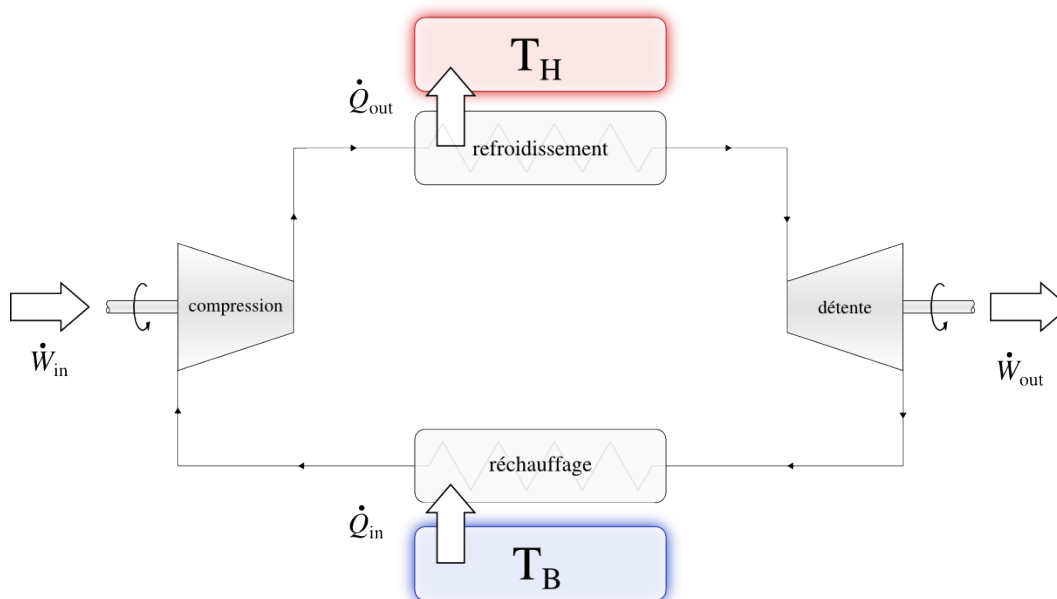 T_H
Q̇_out
refroidissement
compression
détente
Ẇ_in
Ẇ_out
réchauffage
Q̇_in
T_B